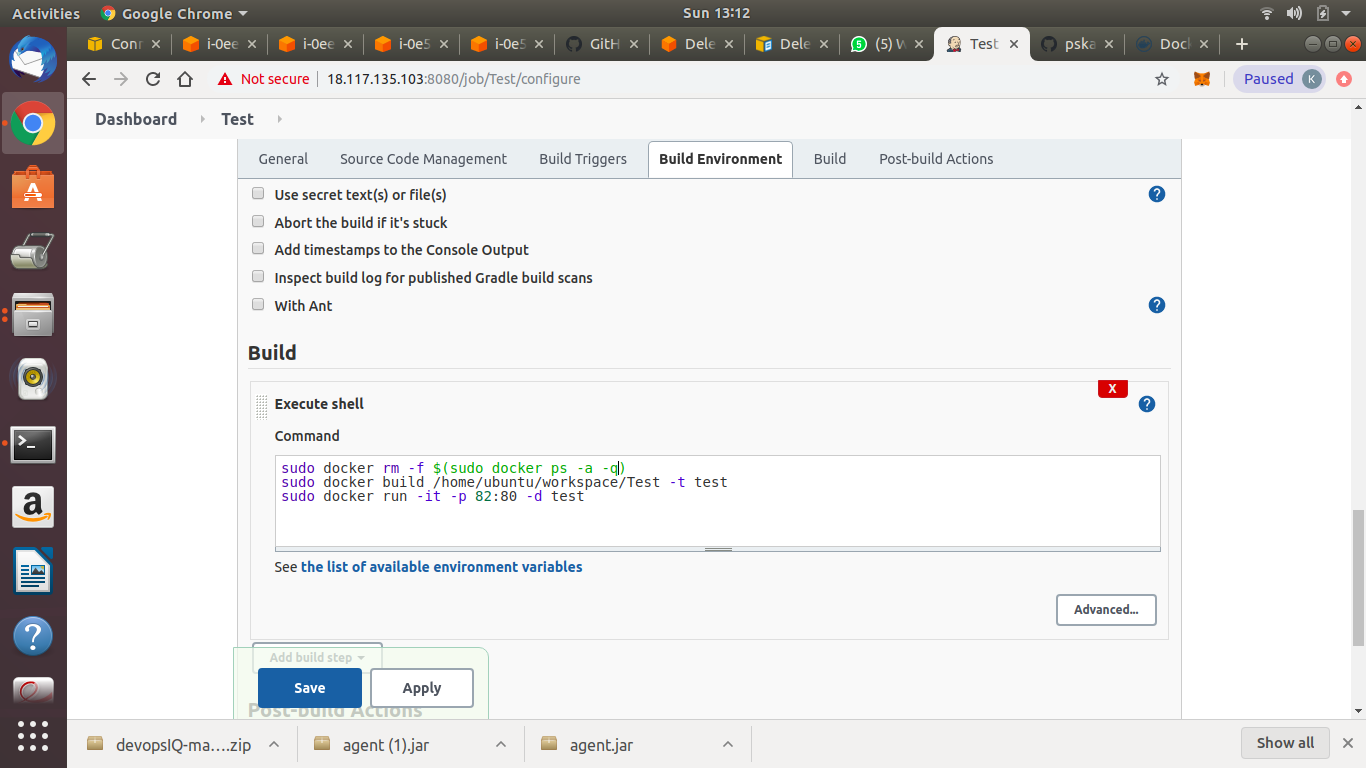 Activities
Google Chrome
Sun 13:12
Conn
i-0ee
i-0ee
i-0e5
i-0e5
GitH
Dele
Dele
(5) W
Test
pska
Dock
Not secure
18.117.135.103:8080/job/Test/configure
Paused
K
Dashboard
Test
General
Source Code Management
Build Triggers
Build Environment
Build
Post-build Actions
Use secret text(s) or file(s)
Abort the build if it's stuck
Add timestamps to the Console Output
Inspect build log for published Gradle build scans
With Ant
Build
X
Execute shell
Command
sudo docker rm -f $(sudo docker ps -a -q)
sudo docker build /home/ubuntu/workspace/Test -t test
sudo docker run -it -p 82:80 -d test
See the list of available environment variables
Advanced...
Add build step
Save
Apply
Post-build Actions
devopsIQ-ma....zip
agent (1).jar
agent.jar
Show all